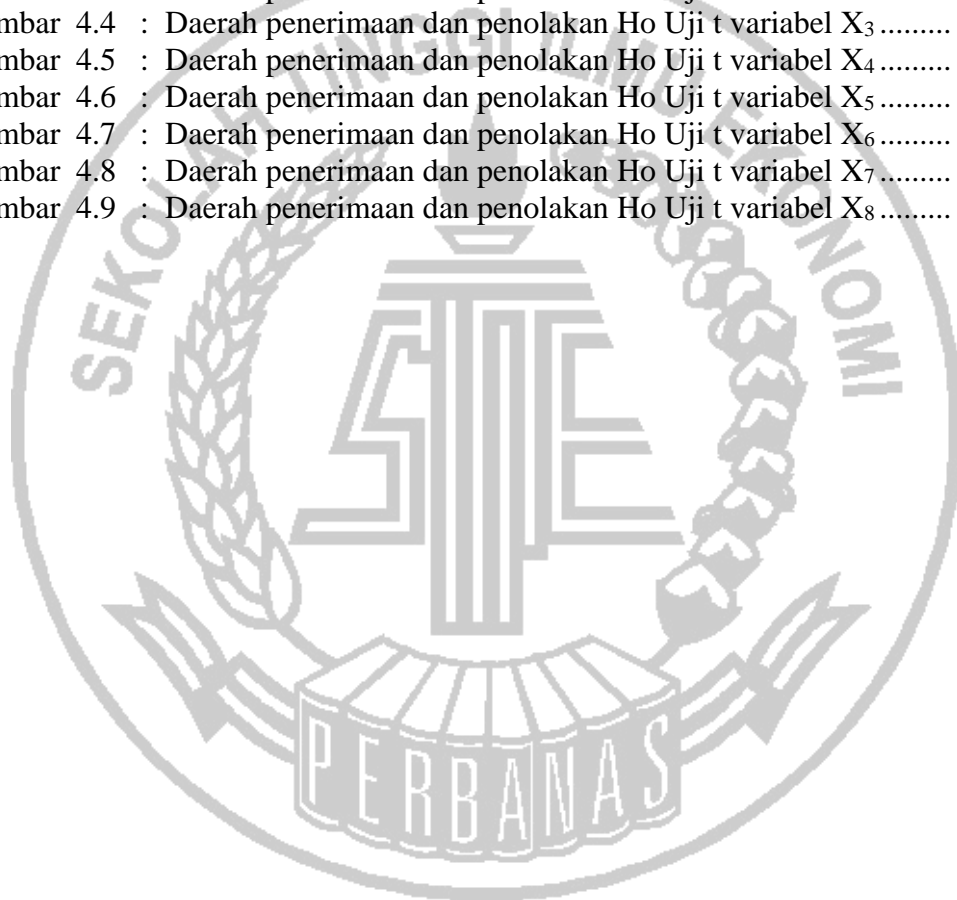 mbar 4.4 : Daerah penerimaan dan penolakan Ho Uji t variabel X₃ .........
mbar 4.5 : Daerah penerimaan dan penolakan Ho Uji t variabel X₄ .........
mbar 4.6 : Daerah penerimaan dan penolakan Ho Uji t variabel X₅ .........
mbar 4.7 : Daerah penerimaan dan penolakan Ho Uji t variabel X₆ .........
mbar 4.8 : Daerah penerimaan dan penolakan Ho Uji t variabel X₇ .........
mbar 4.9 : Daerah penerimaan dan penolakan Ho Uji t variabel X₈ .........
SEKOLAH TINGGI ILMU EKONOMI
STIE
PERBANAS